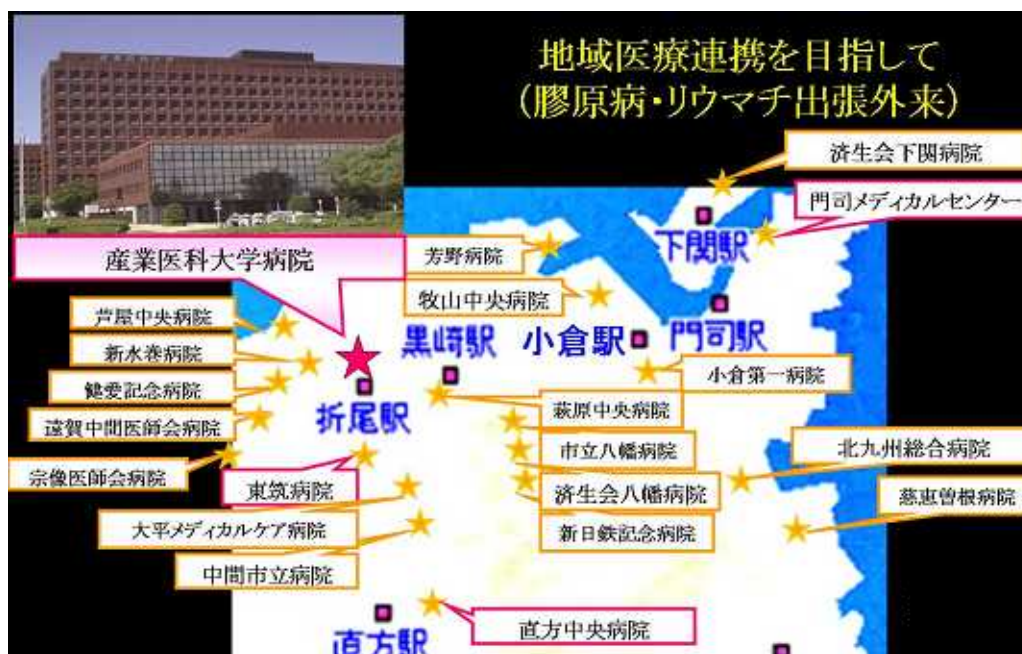 地域医療連携を目指して
(膠原病・リウマチ出張外来)
済生会下関病院
門司メディカルセンター
下関駅
産業医科大学病院
芳野病院
牧山中央病院
芦屋中央病院
黒崎駅
小倉駅
門司駅
新水巻病院
小倉第一病院
健愛記念病院
折尾駅
萩原中央病院
遠賀中間医師会病院
市立八幡病院
北九州総合病院
宗像医師会病院
東筑病院
済生会八幡病院
慈恵曽根病院
大平メディカルケア病院
新日鉄記念病院
中間市立病院
直方中央病院
直方駅